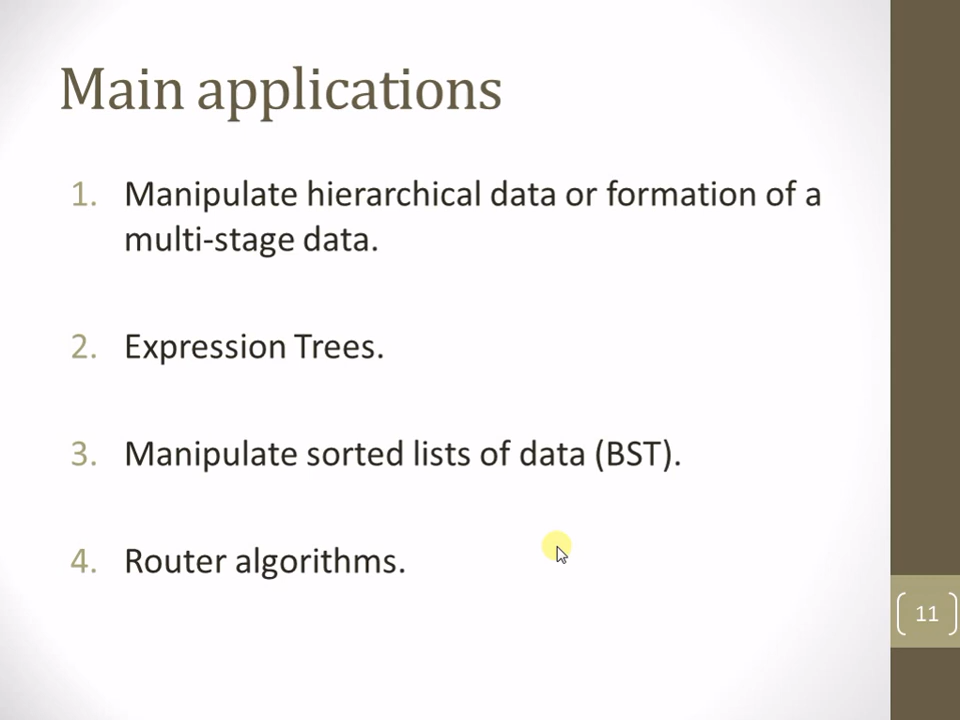 Main applications
1. Manipulate hierarchical data or formation of a
multi-stage data.
2. Expression Trees.
3. Manipulate sorted lists of data (BST).
4. Router algorithms.
11